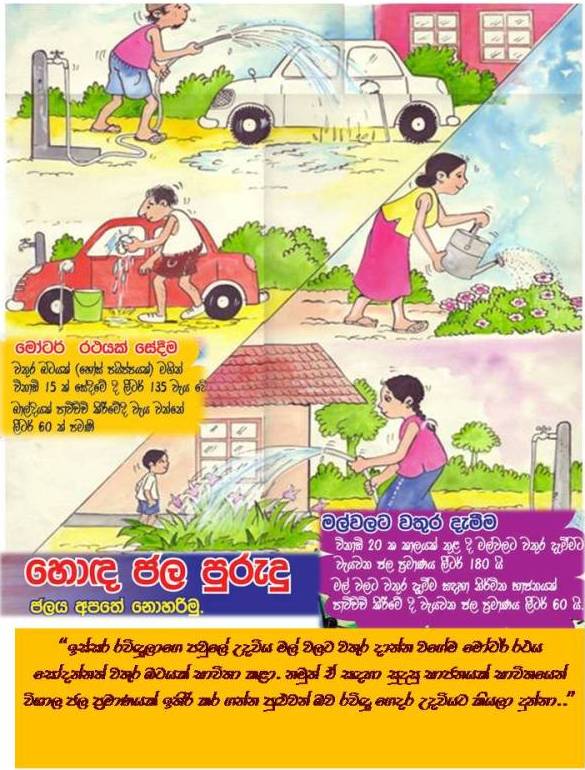 මෝටර් රථයක් සේදීම
වතුර බටයක් (හෝස් පයිප්පයක්) මගින්
විනාඩි 15 ක් සේදීමේ දී ලීටර් 135 වැය වේ
බාල්දියක් පාවිච්චි කිරීමේදී වැය වන්නේ
ලීටර් 60 ක් පමණි
මල්වලට වතුර දැමීම
විනාඩි 20 ක කාලයක් තුළ දී මල්වලට වතුර දැමීමට
වැයවන ජල ප්‍රමාණය ලීටර් 180 යි
මල් වලට වතුර දැමීම සඳහා නිර්මිත භාජනයක්
පාවිච්චි කිරීමේ දී වැයවන ජල ප්‍රමාණය ලීටර් 60 යි.
හොඳ ජල පුරුදු
ජලය අපතේ නොහරිමු.
“ඉස්සර රවිඳුලාගෙ පවුලේ උදවිය මල් වලට වතුර දාන්න වගේම මෝටර් රථය
සෝදන්නත් වතුර බටයක් භාවිතා කළා. නමුත් ඒ සඳහා සුදුසු භාජනයක් භාවිතයෙන්
විශාල ජල ප්‍රමාණයක් ඉතිරි කර ගන්න පුළුවන් බව රවිඳු ගෙදර උදවියට කියලා දුන්නා..”